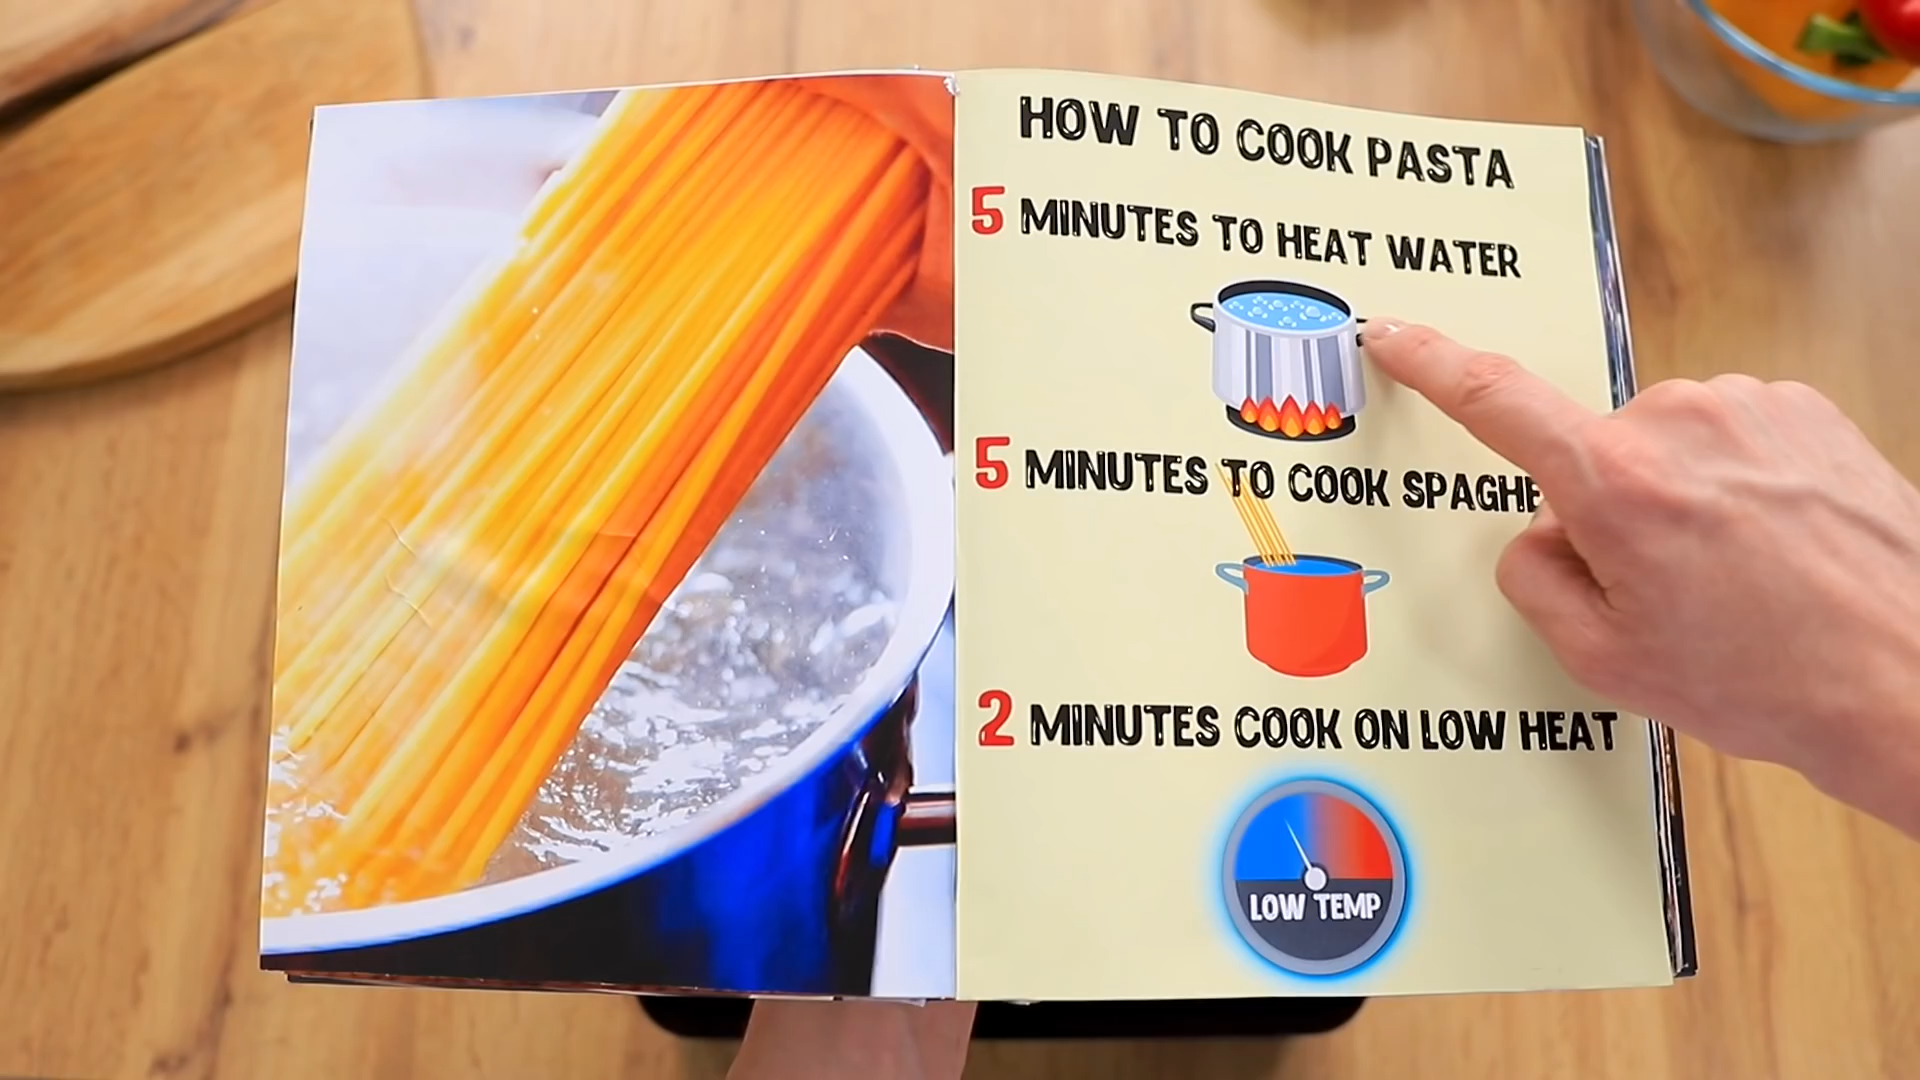 HOW TO COOK PASTA
5 MINUTES TO HEAT WATER
5 MINUTES TO COOK SPAGHE
2 MINUTES COOK ON LOW HEAT
LOW TEMP